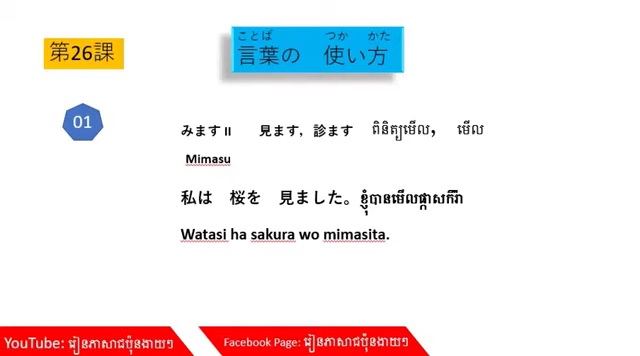 第26課
ことば つか かた
言葉の 使い方
01
みますⅡ 見ます，診ます ពិនិត្យមើល， មើល
Mimasu
私は 桜を 見ました。ខ្ញុំបានមើលផ្កាសាគីរ៉ា
Watasi ha sakura wo mimasita.
YouTube: រៀនភាសាជប៉ុនងាយៗ
Facebook Page: រៀនភាសាជប៉ុនងាយៗ